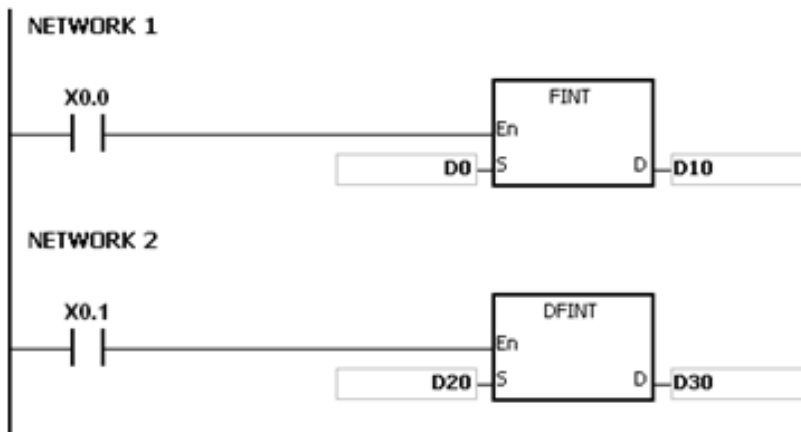 NETWORK 1
X0.0
FINT
En
D0 S D D10
NETWORK 2
X0.1
DFINT
En
D20 S D D30